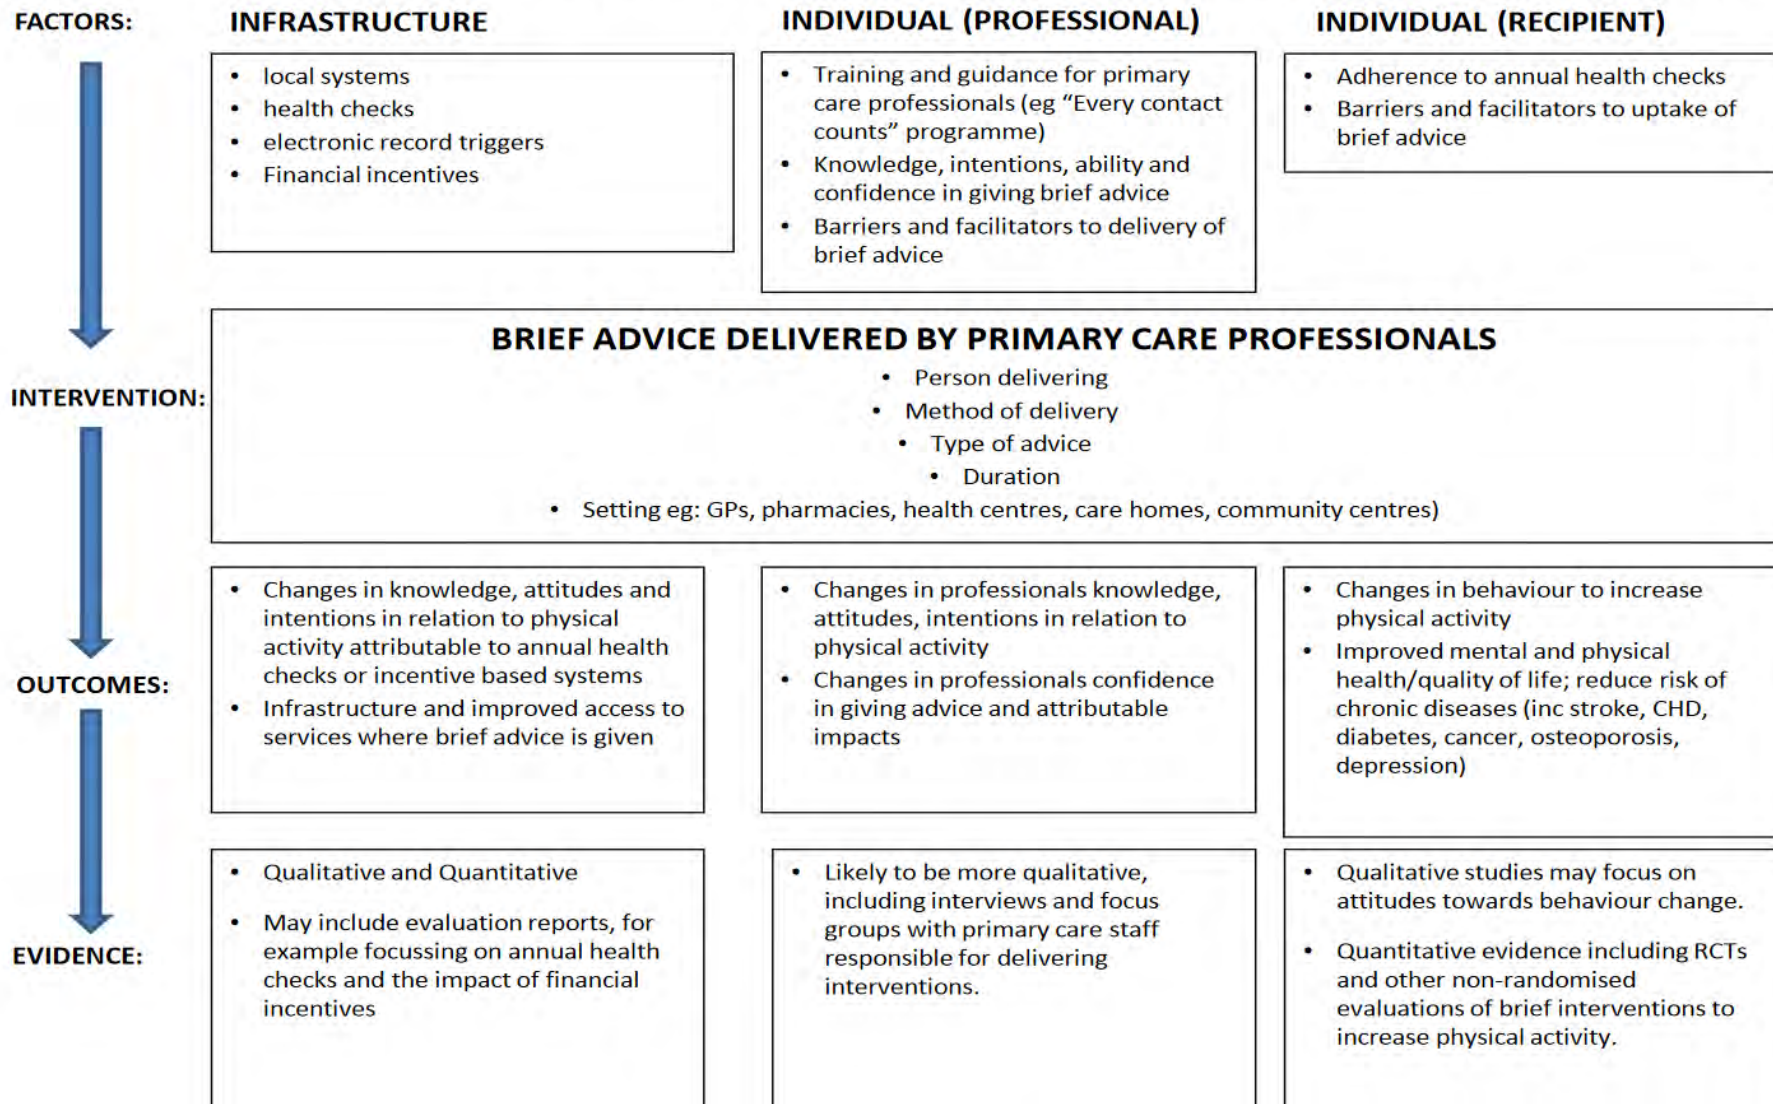 FACTORS:
INFRASTRUCTURE
INDIVIDUAL (PROFESSIONAL)
INDIVIDUAL (RECIPIENT)
• local systems
• health checks
• electronic record triggers
• Financial incentives
• Training and guidance for primary
care professionals (eg “Every contact
counts” programme)
• Knowledge, intentions, ability and
confidence in giving brief advice
• Barriers and facilitators to delivery of
brief advice
• Adherence to annual health checks
• Barriers and facilitators to uptake of
brief advice
INTERVENTION:
BRIEF ADVICE DELIVERED BY PRIMARY CARE PROFESSIONALS
• Person delivering
• Method of delivery
• Type of advice
• Duration
• Setting eg: GPs, pharmacies, health centres, care homes, community centres)
OUTCOMES:
• Changes in knowledge, attitudes and
intentions in relation to physical
activity attributable to annual health
checks or incentive based systems
• Infrastructure and improved access to
services where brief advice is given
• Changes in professionals knowledge,
attitudes, intentions in relation to
physical activity
• Changes in professionals confidence
in giving advice and attributable
impacts
• Changes in behaviour to increase
physical activity
• Improved mental and physical
health/quality of life; reduce risk of
chronic diseases (inc stroke, CHD,
diabetes, cancer, osteoporosis,
depression)
EVIDENCE:
• Qualitative and Quantitative
• May include evaluation reports, for
example focussing on annual health
checks and the impact of financial
incentives
• Likely to be more qualitative,
including interviews and focus
groups with primary care staff
responsible for delivering
interventions.
• Qualitative studies may focus on
attitudes towards behaviour change.
• Quantitative evidence including RCTs
and other non-randomised
evaluations of brief interventions to
increase physical activity.